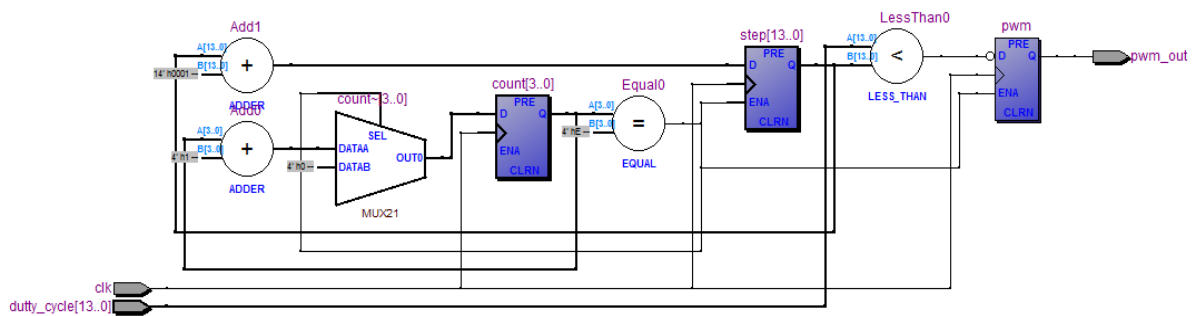 Add1
A[13..0]
B[13..0]
14' h0001
+
ADDER
Add0
A[3..0]
B[3..0]
4' h1
+
ADDER
count~[3..0]
SEL
DATAA
DATAB
OUT0
4' h0
MUX21
count[3..0]
PRE
D
Q
ENA
CLRN
Equal0
A[3..0]
B[3..0]
4' hE
=
EQUAL
step[13..0]
PRE
D
Q
ENA
CLRN
LessThan0
A[13..0]
B[13..0]
<
LESS_THAN
pwm
PRE
D
Q
ENA
CLRN
pwm_out
clk
dutty_cycle[13..0]